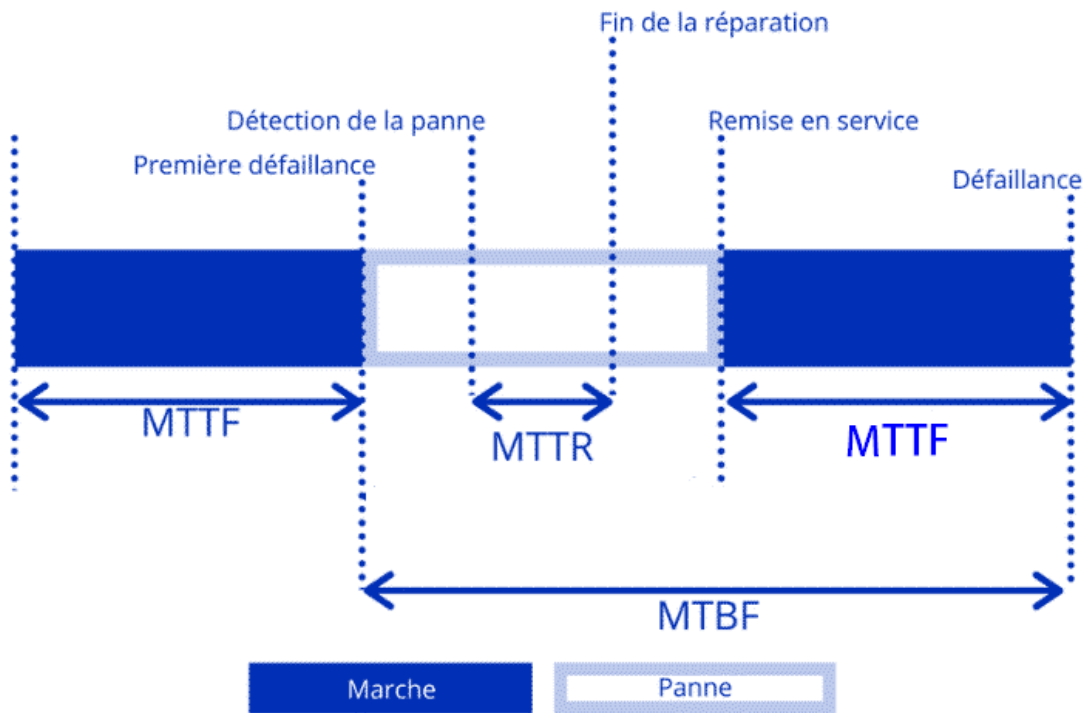 Fin de la réparation
Détection de la panne
Remise en service
Première défaillance
Défaillance
MTTF
MTTR
MTTF
MTBF
Marche
Panne